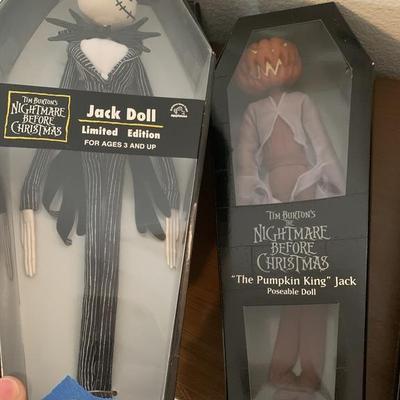 TIM BURTON'S
NIGHTMARE
BEFORE
CHRISTMAS
Jack Doll
Limited Edition
FOR AGES 3 AND UP
TIM BURTON'S
THE
NIGHTMARE
BEFORE
CHRISTMAS
"The Pumpkin King" Jack
Poseable Doll